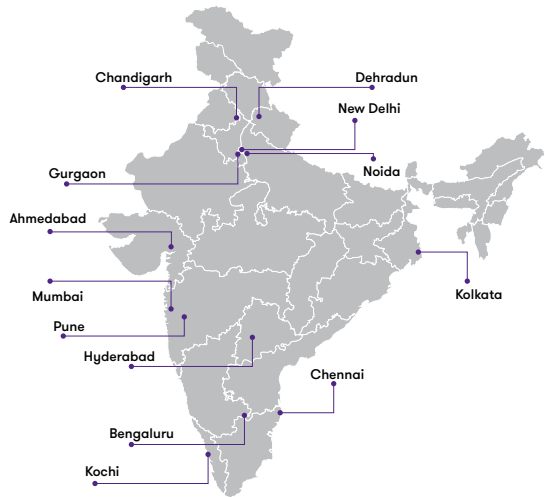 Chandigarh
Dehradun
New Delhi
Noida
Gurgaon
Ahmedabad
Mumbai
Kolkata
Pune
Hyderabad
Chennai
Bengaluru
Kochi